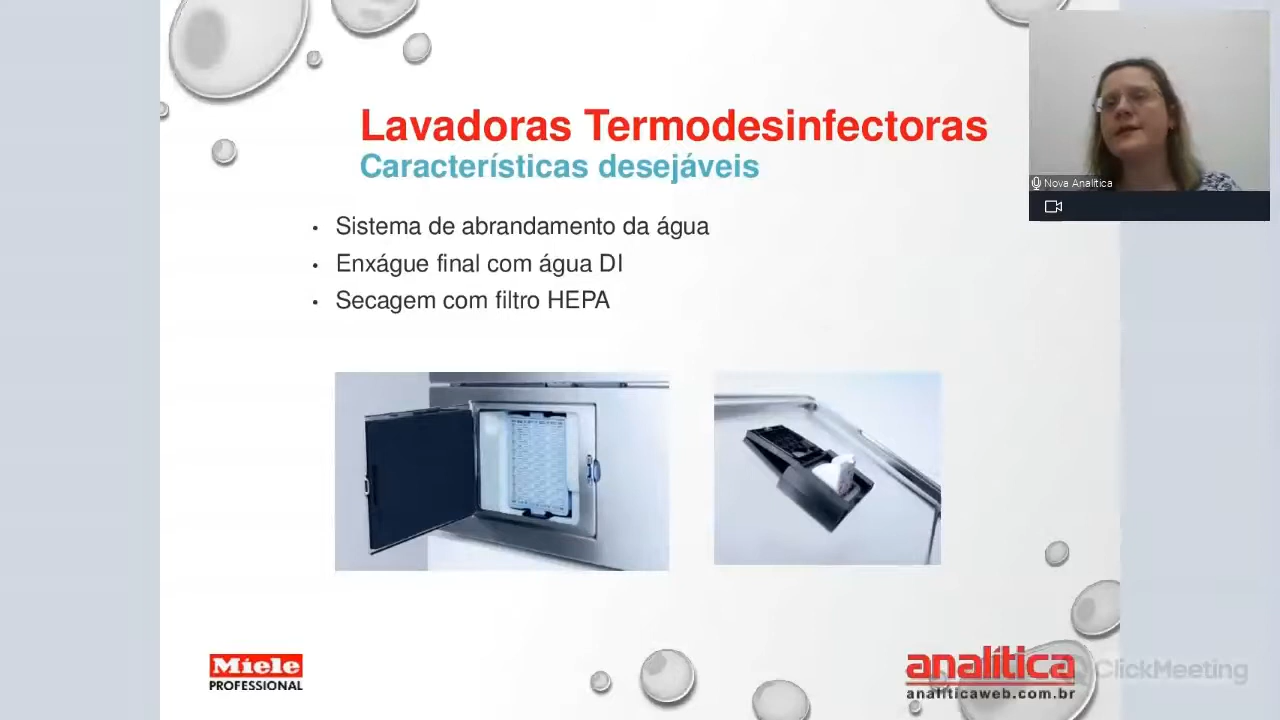 Lavadoras Termodesinfectoras
Características desejáveis
• Sistema de abrandamento da água
• Enxágue final com água DI
• Secagem com filtro HEPA
Nova Analítica
Miele
PROFESSIONAL
analítica
analiticaweb.com.br
ClickMeeting